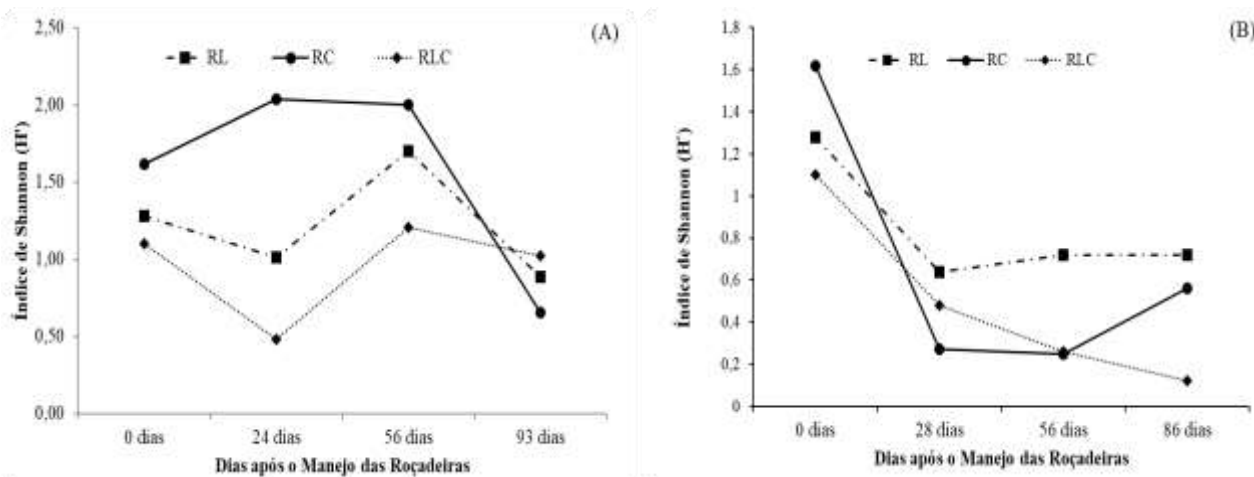 (A)
2,50
2,00
1,50
1,00
0,50
0,00
Índice de Shannon (H')
RL RC RLC
0 dias 24 dias 56 dias 93 dias
Dias após o Manejo das Roçadeiras
(B)
1.8
1.6
1,4
1.2
1
0.8
0.6
0.4
0.2
0
Índice de Shannon (H´)
RL RC RLC
0 dias 28 dias 56 dias 86 dias
Dias após o Manejo das Roçadeiras